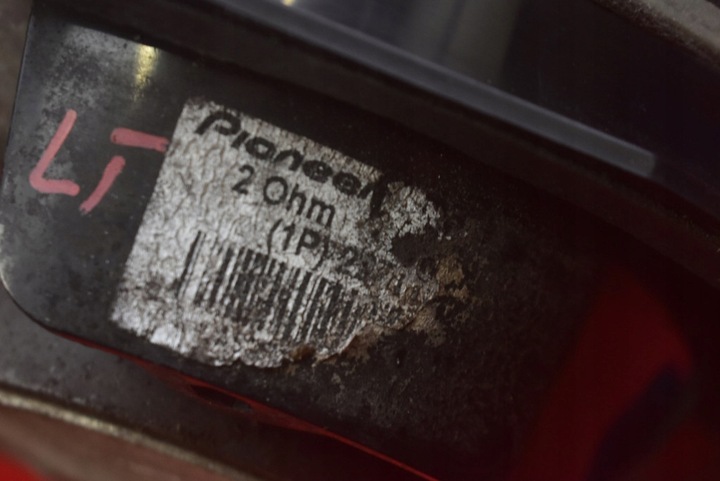 LT
Pioneer
2 Ohm
(1P)